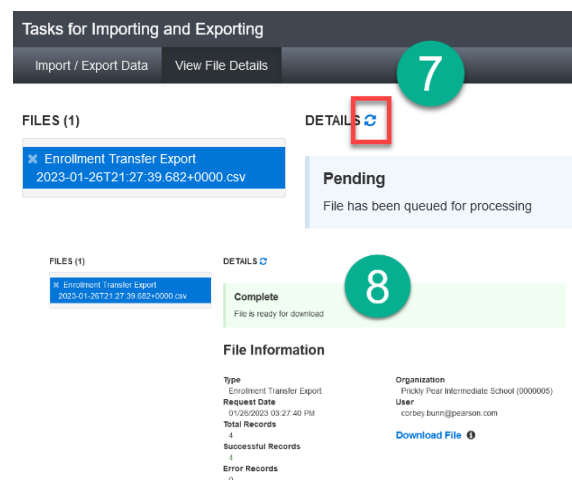 Tasks for Importing and Exporting
Import / Export Data View File Details
7
FILES (1)
DETAILS
Enrollment Transfer Export
2023-01-26T21:27:39.682+0000.csv
Pending
File has been queued for processing
FILES (1)
DETAILS
8
Enrollment Transfer Export
2023-01-26T21:27:39.682+0000.csv
Complete
File is ready for download
File Information
Type
Enrollment Transfer Export
Request Date
01/26/2023 03:27:40 PM
Total Records
4
Successful Records
4
Error Records
0
Organization
Prickly Pear Intermediate School (0000005)
User
corbey.bunn@pearson.com
Download File